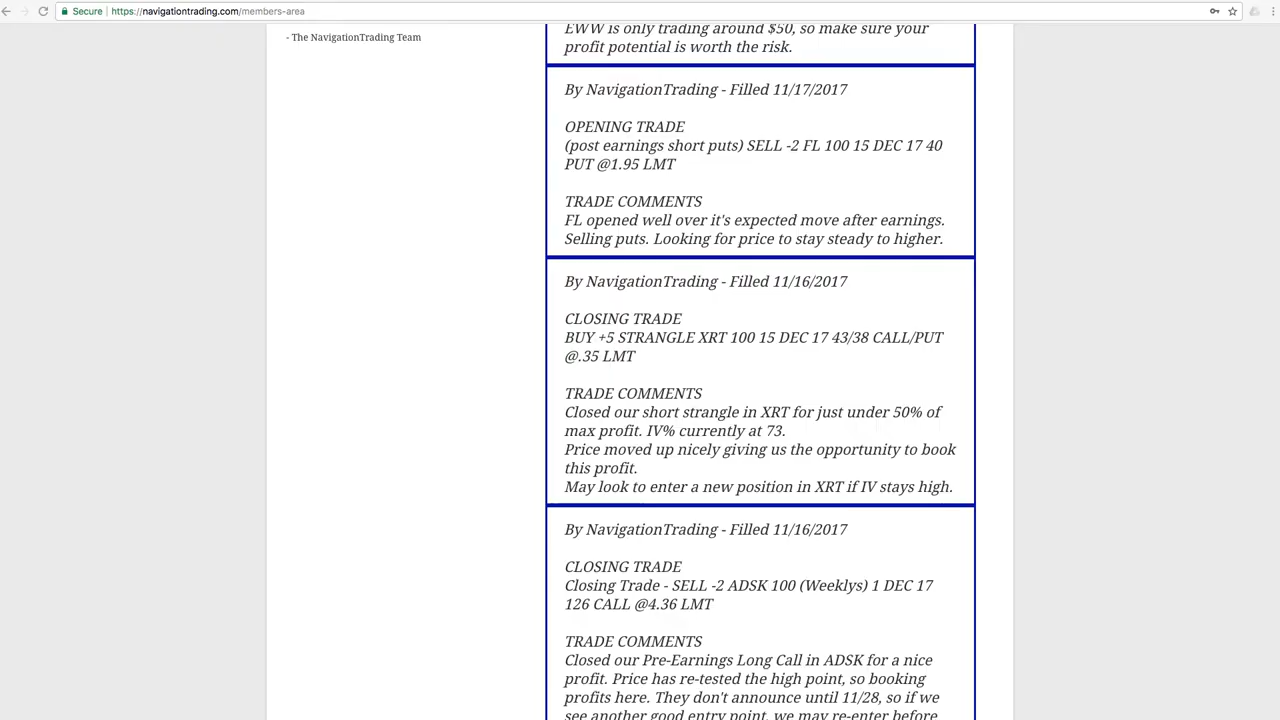 Secure
https://navigationtrading.com/members-area
- The NavigationTrading Team
EWW is only trading around $50, so make sure your
profit potential is worth the risk.
By NavigationTrading - Filled 11/17/2017
OPENING TRADE
(post earnings short puts) SELL -2 FL 100 15 DEC 17 40
PUT @1.95 LMT
TRADE COMMENTS
FL opened well over it's expected move after earnings.
Selling puts. Looking for price to stay steady to higher.
By NavigationTrading - Filled 11/16/2017
CLOSING TRADE
BUY +5 STRANGLE XRT 100 15 DEC 17 43/38 CALL/PUT
@.35 LMT
TRADE COMMENTS
Closed our short strangle in XRT for just under 50% of
max profit. IV% currently at 73.
Price moved up nicely giving us the opportunity to book
this profit.
May look to enter a new position in XRT if IV stays high.
By NavigationTrading - Filled 11/16/2017
CLOSING TRADE
Closing Trade - SELL -2 ADSK 100 (Weeklys) 1 DEC 17
126 CALL @4.36 LMT
TRADE COMMENTS
Closed our Pre-Earnings Long Call in ADSK for a nice
profit. Price has re-tested the high point, so booking
profits here. They don't announce until 11/28, so if we
see another good entry point, we may re-enter before